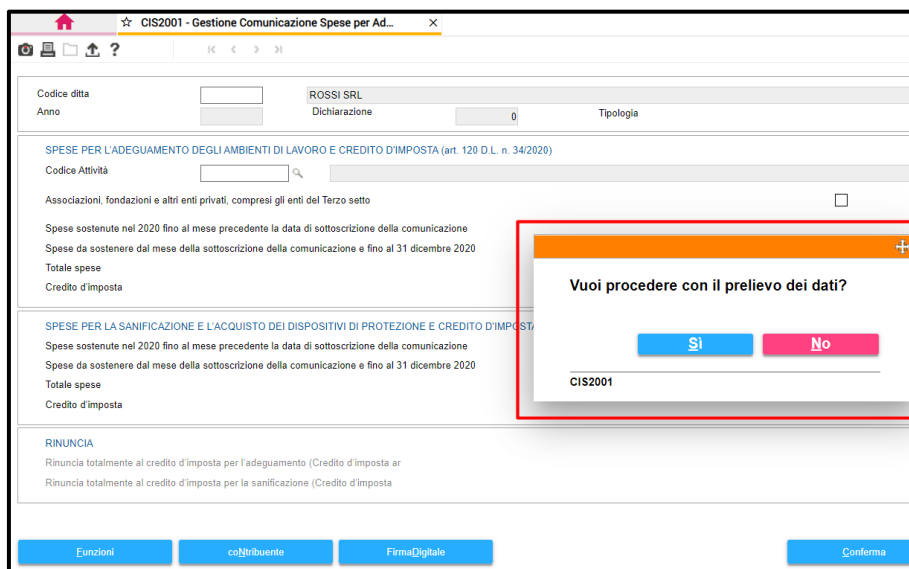 CIS2001 - Gestione Comunicazione Spese per Ad...
?
Codice ditta ROSSI SRL
Anno Dichiarazione 0 Tipologia
SPESE PER L'ADEGUAMENTO DEGLI AMBIENTI DI LAVORO E CREDITO D'IMPOSTA (art. 120 D.L. n. 34/2020)
Codice Attività
Associazioni, fondazioni e altri enti privati, compresi gli enti del Terzo setto
Spese sostenute nel 2020 fino al mese precedente la data di sottoscrizione della comunicazione
Spese da sostenere dal mese della sottoscrizione della comunicazione e fino al 31 dicembre 2020
Totale spese
Credito d'imposta
Vuoi procedere con il prelievo dei dati?
Sì No
CIS2001
SPESE PER LA SANIFICAZIONE E L'ACQUISTO DEI DISPOSITIVI DI PROTEZIONE E CREDITO D'IMPOSTA
Spese sostenute nel 2020 fino al mese precedente la data di sottoscrizione della comunicazione
Spese da sostenere dal mese della sottoscrizione della comunicazione e fino al 31 dicembre 2020
Totale spese
Credito d'imposta
RINUNCIA
Rinuncia totalmente al credito d'imposta per l'adeguamento (Credito d'imposta ar
Rinuncia totalmente al credito d'imposta per la sanificazione (Credito d'imposta
Funzioni coNtribuente FirmaDigitale Conferma